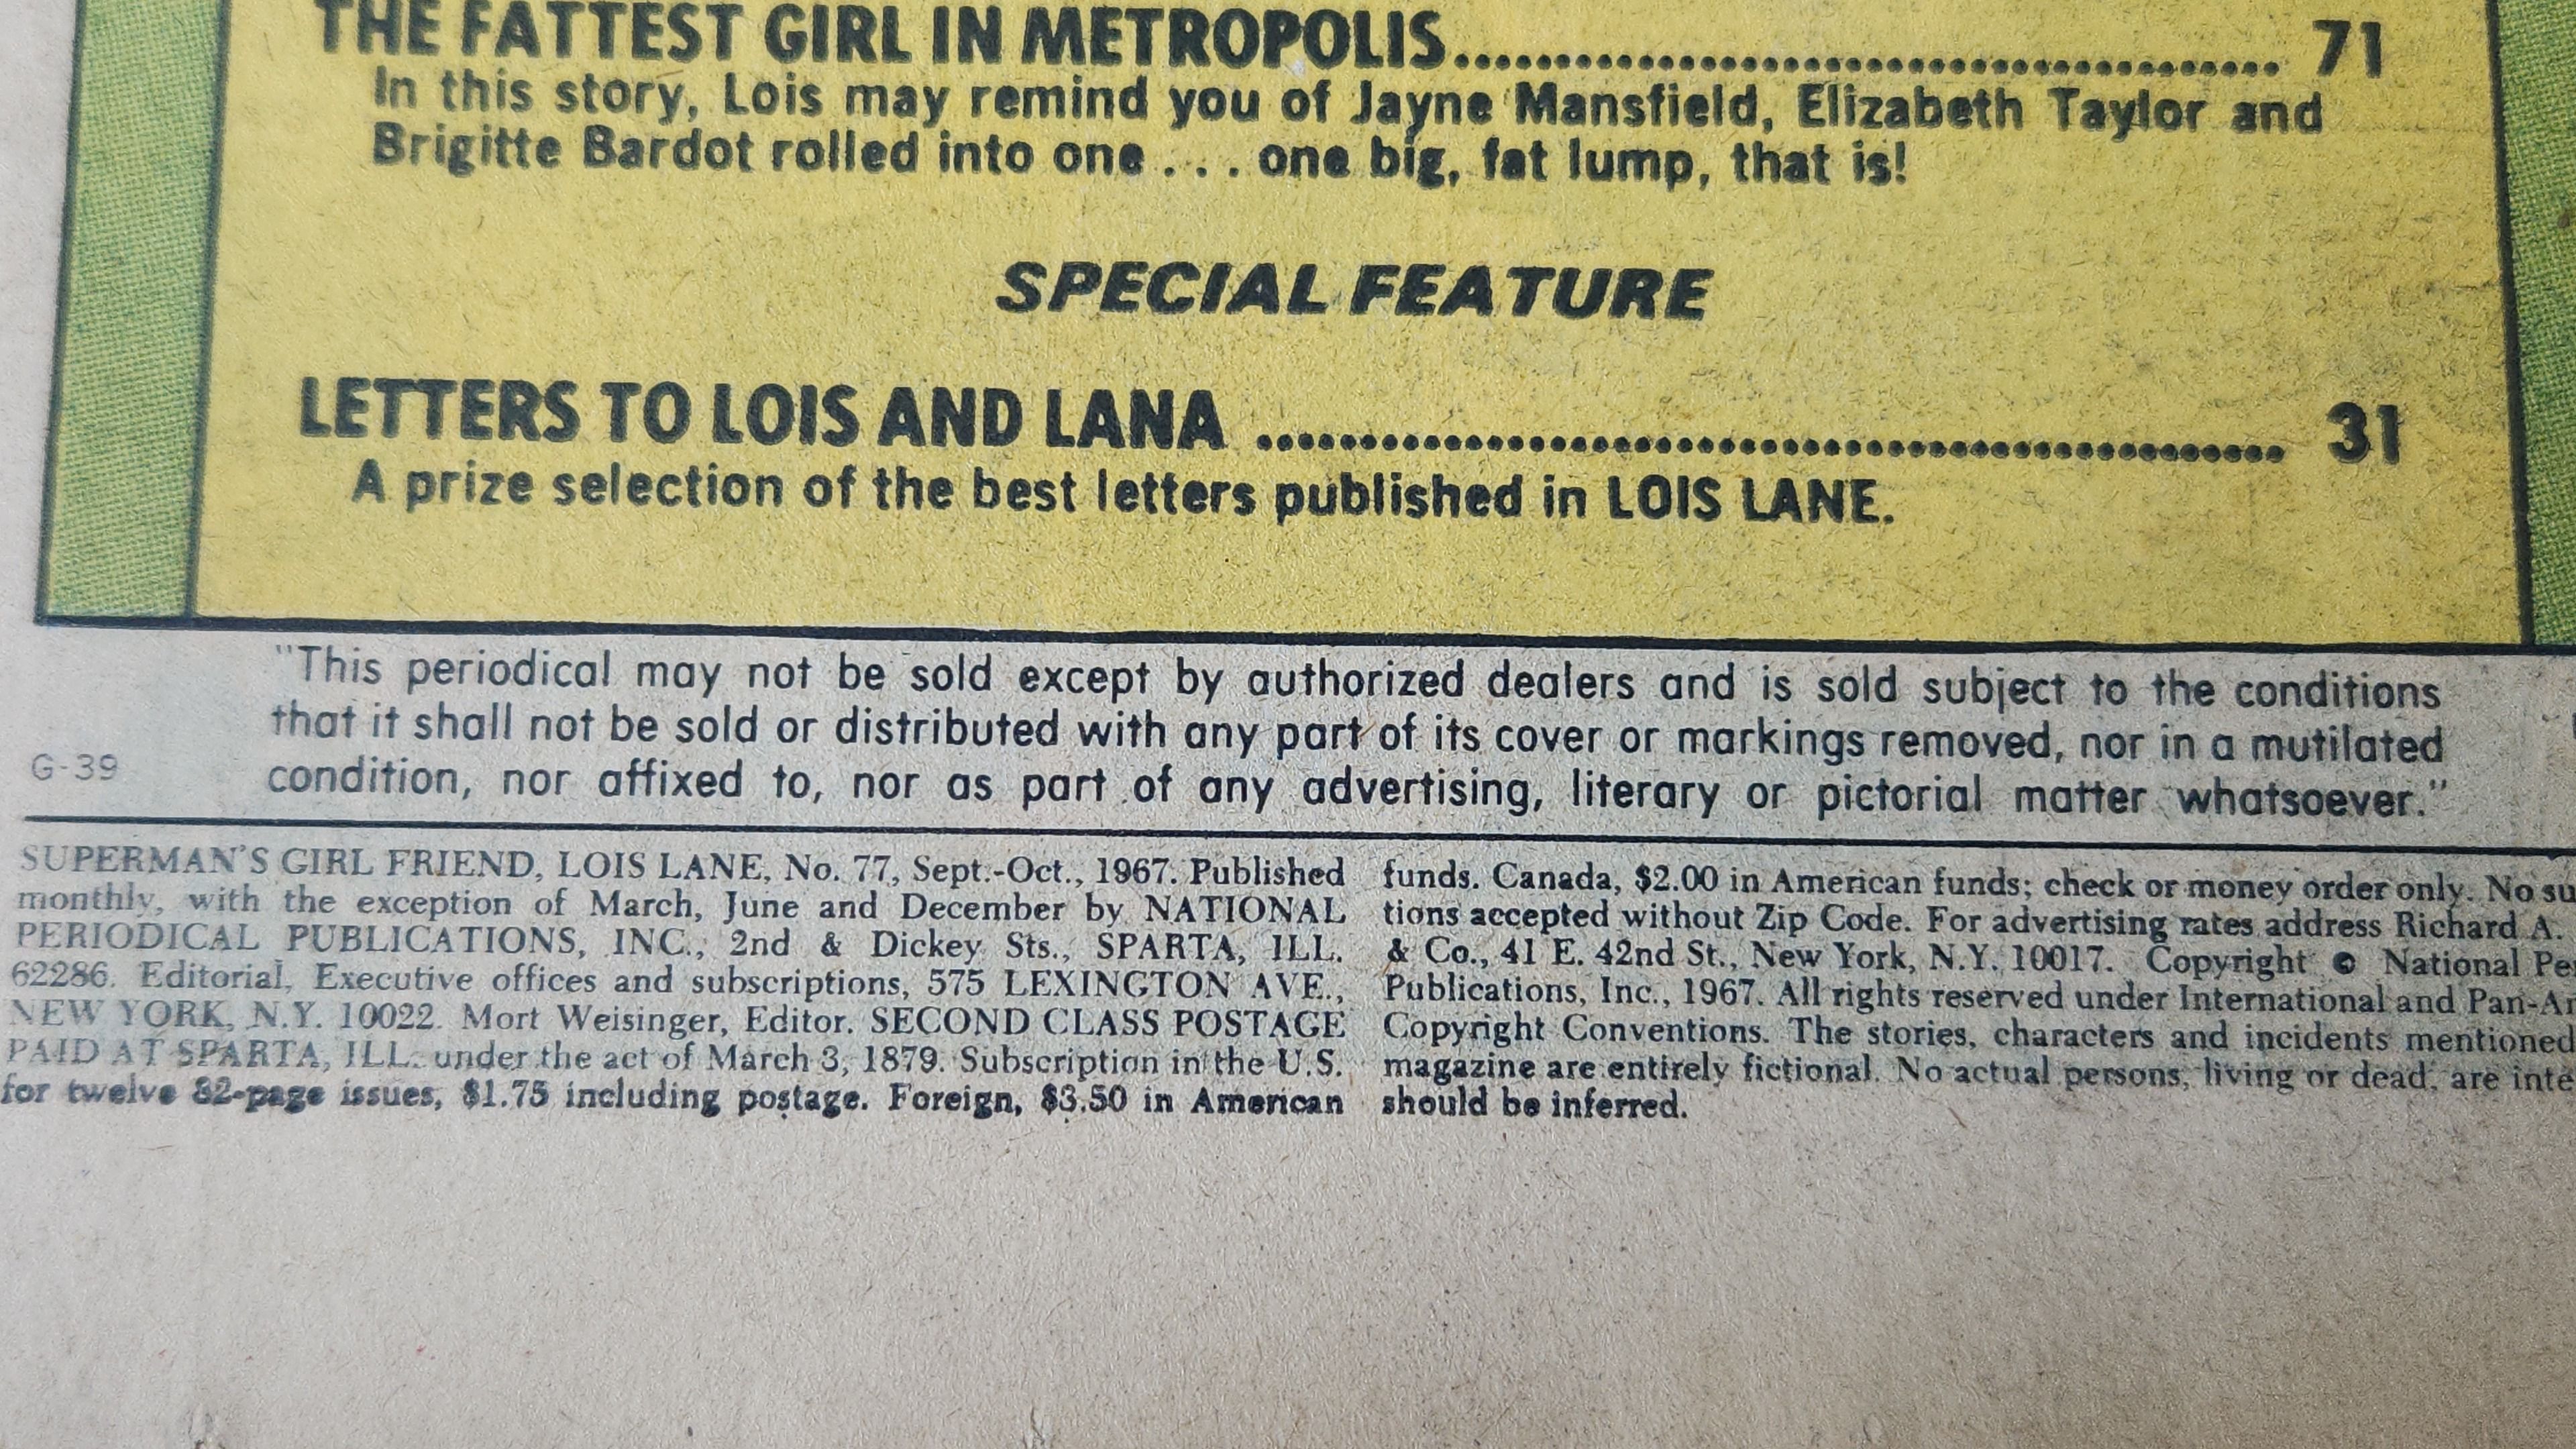 THE FATTEST GIRL IN METROPOLIS........................................ 71
In this story, Lois may remind you of Jayne Mansfield, Elizabeth Taylor and
Brigitte Bardot rolled into one . . . one big, fat lump, that is!
SPECIAL FEATURE
LETTERS TO LOIS AND LANA ................................................ 31
A prize selection of the best letters published in LOIS LANE.
"This periodical may not be sold except by authorized dealers and is sold subject to the conditions
that it shall not be sold or distributed with any part of its cover or markings removed, nor in a mutilated
condition, nor affixed to, nor as part of any advertising, literary or pictorial matter whatsoever."
G-39
SUPERMAN'S GIRL FRIEND, LOIS LANE, No. 77, Sept.-Oct., 1967. Published
monthly, with the exception of March, June and December by NATIONAL
PERIODICAL PUBLICATIONS, INC., 2nd & Dickey Sts., SPARTA, ILL.
62286. Editorial, Executive offices and subscriptions, 575 LEXINGTON AVE.,
NEW YORK, N.Y. 10022. Mort Weisinger, Editor. SECOND CLASS POSTAGE
PAID AT SPARTA, ILL. under the act of March 3, 1879. Subscription in the U.S.
for twelve 32-page issues, $1.75 including postage. Foreign, $3.50 in American
funds. Canada, $2.00 in American funds; check or money order only. No su
tions accepted without Zip Code. For advertising rates address Richard A.
& Co., 41 E. 42nd St., New York, N.Y. 10017. Copyright © National Pe
Publications, Inc., 1967. All rights reserved under International and Pan-A
Copyright Conventions. The stories, characters and incidents mentioned
magazine are entirely fictional. No actual persons, living or dead, are inte
should be inferred.